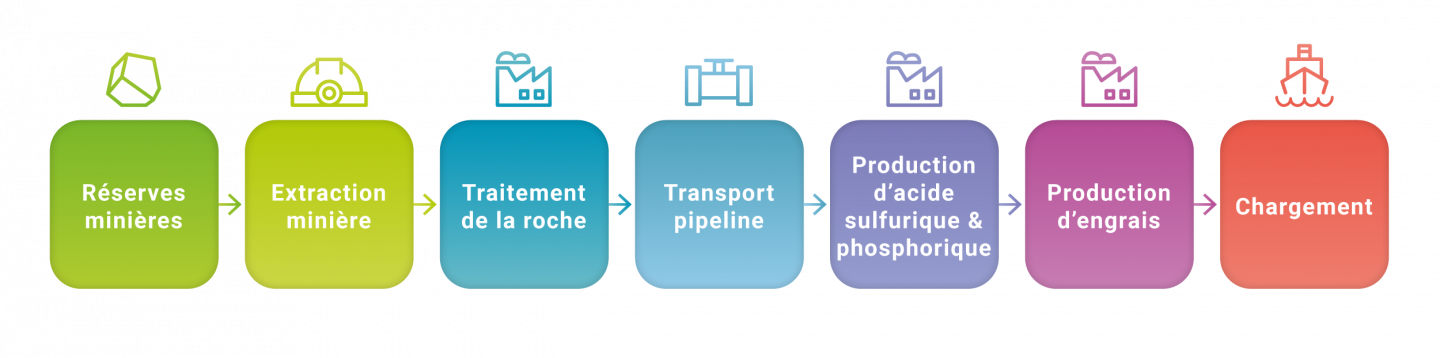 Réserves
minières
Extraction
minière
Traitement
de la roche
Transport
pipeline
Production
d’acide
sulfurique &
phosphorique
Production
d’engrais
Chargement